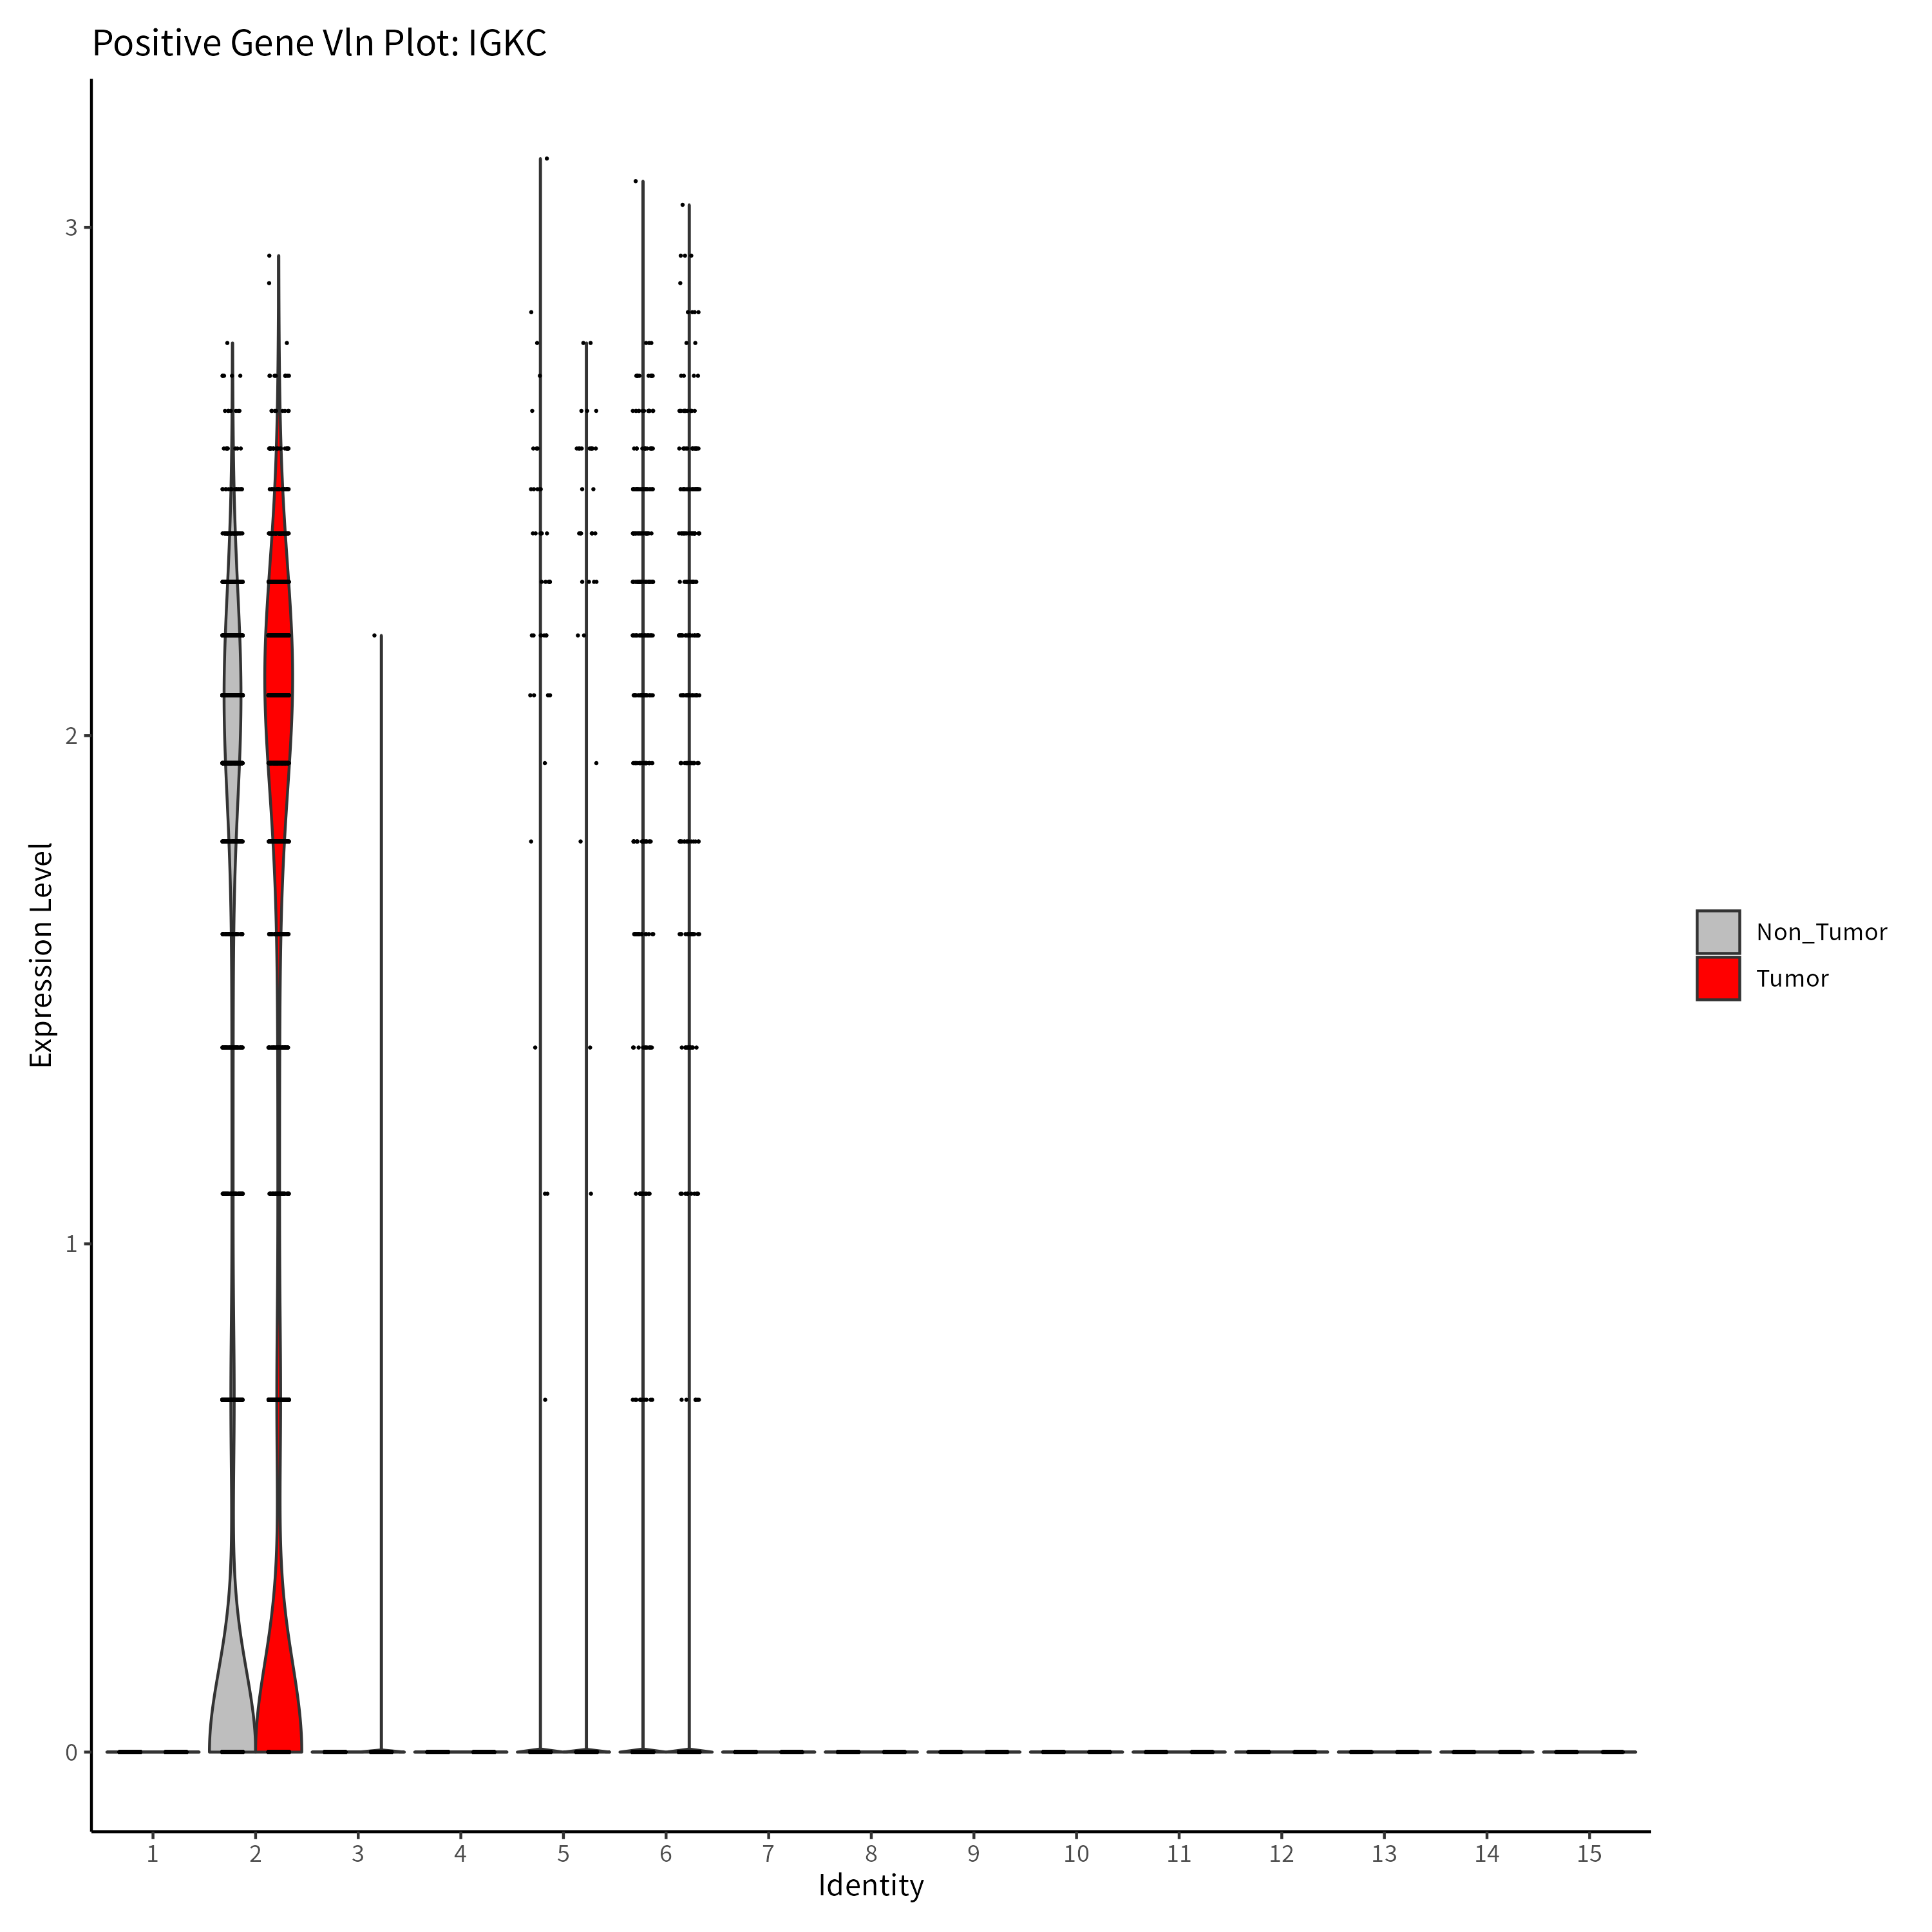 Positive Gene Vln Plot: IGKC
Expression Level
3
2
1
0
1 2 3 4 5 6 7 8 9 10 11 12 13 14 15
Identity
Non_Tumor
Tumor